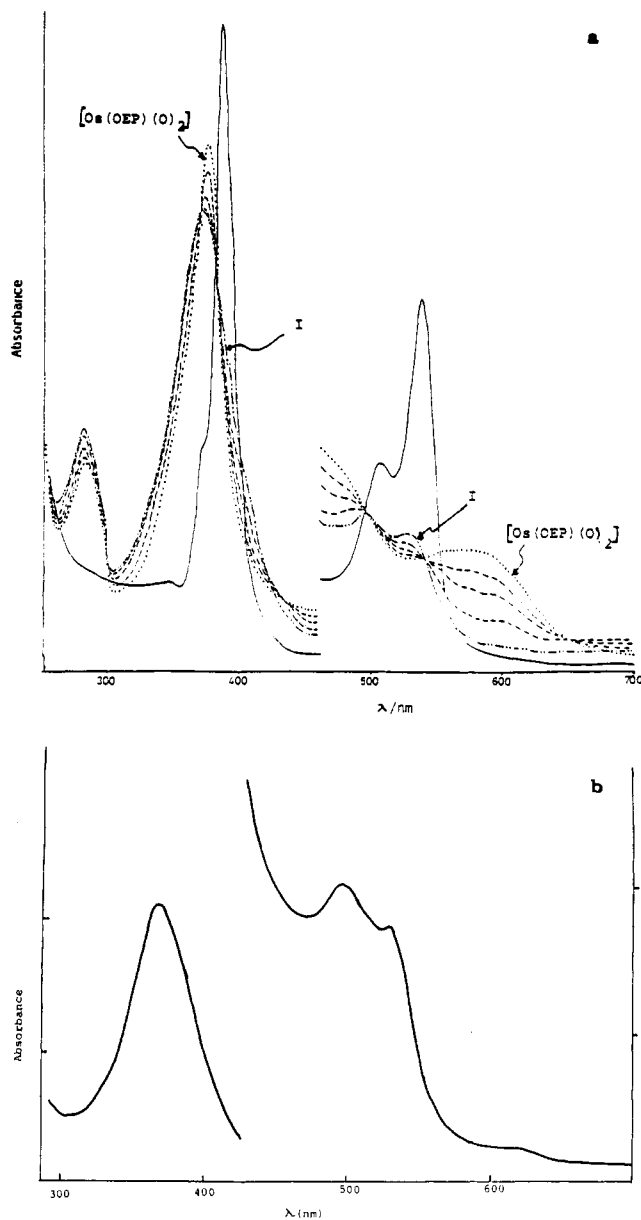 a
[Os(OEP)(O)2]
I
Absorbance
I
[Os(OEP)(O)2]
300 400 500 600 700
λ/nm
b
Absorbance
300 400 500 600
λ(nm)